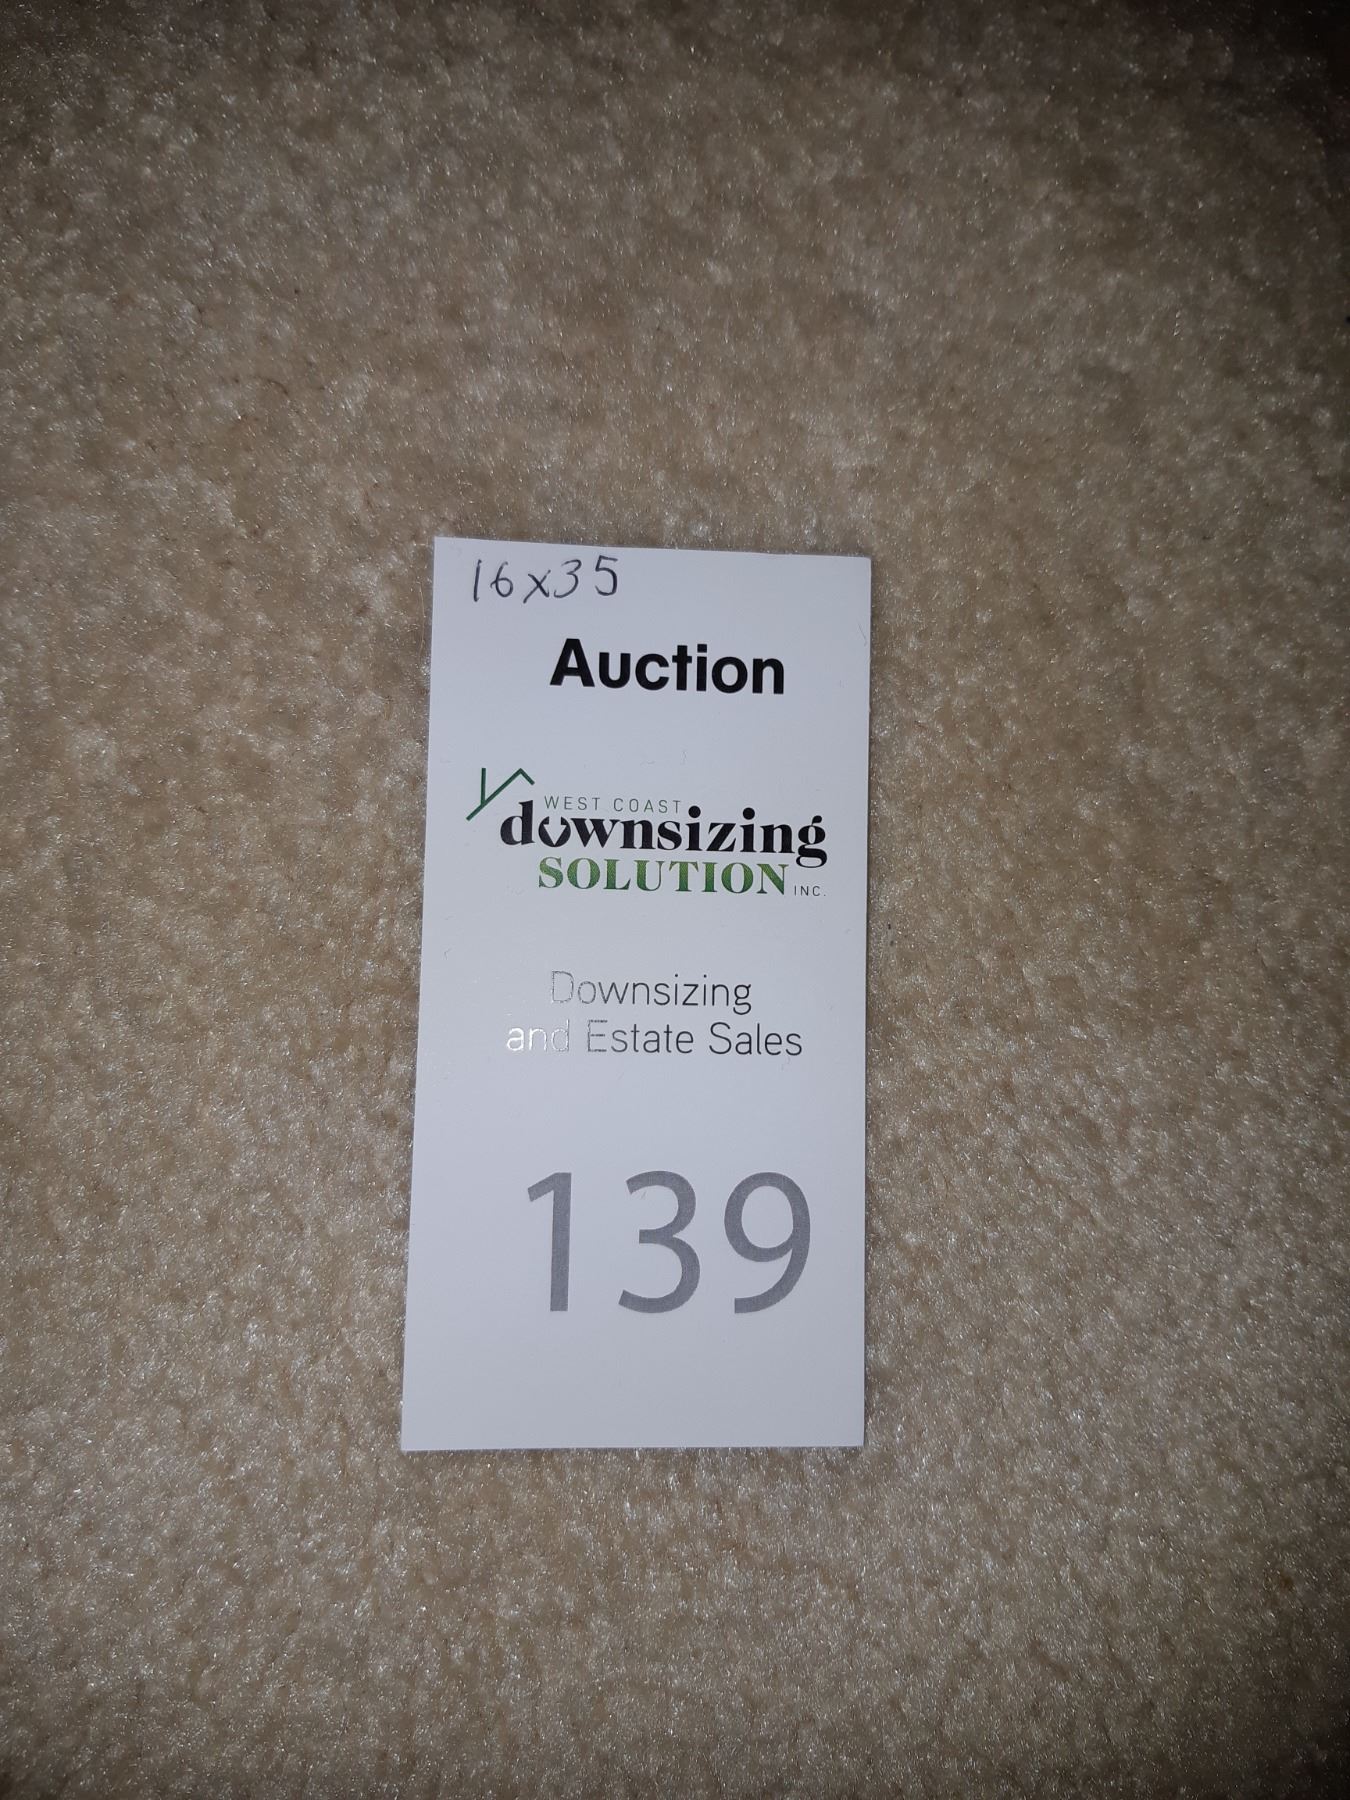 16x35
Auction
WEST COAST
downsizing
SOLUTION INC.
Downsizing
and Estate Sales
139